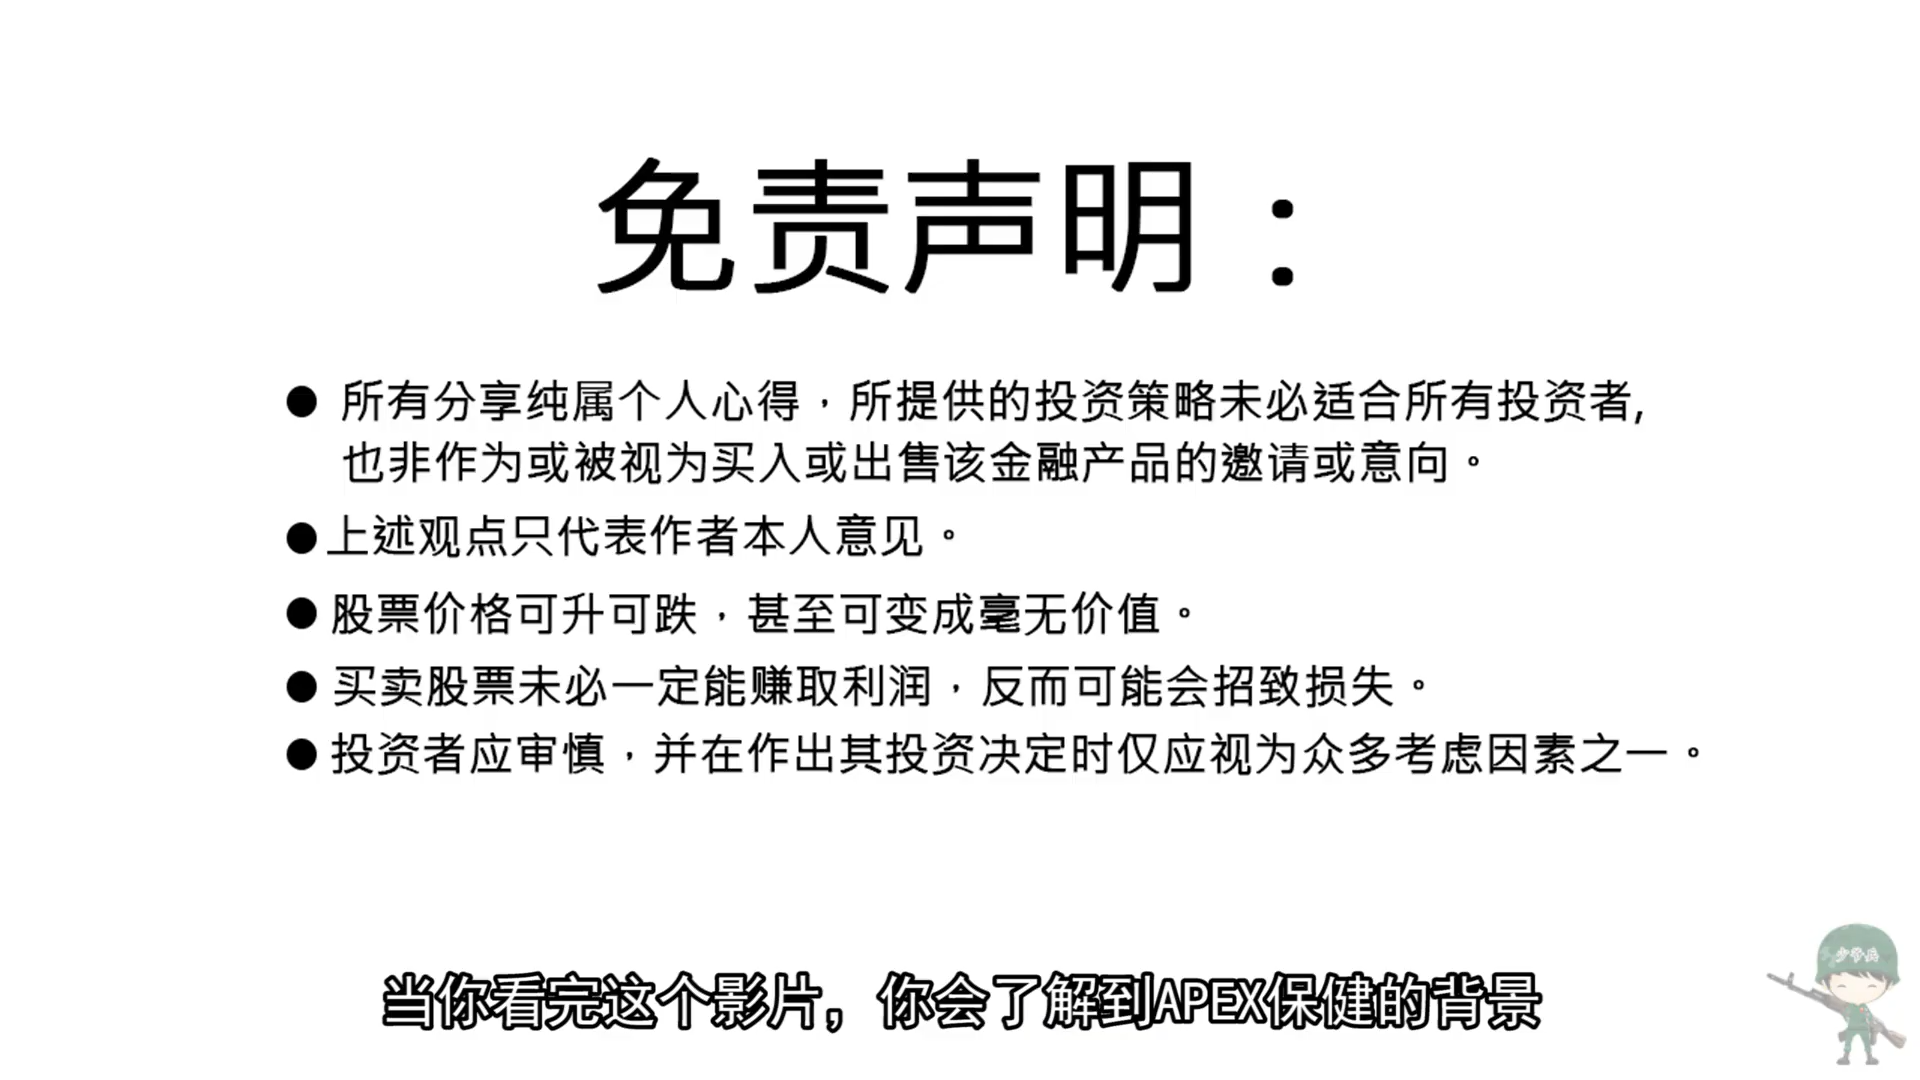 免责声明：
● 所有分享纯属个人心得，所提供的投资策略未必适合所有投资者,
也非作为或被视为买入或出售该金融产品的邀请或意向。
● 上述观点只代表作者本人意见。
● 股票价格可升可跌，甚至可变成毫无价值。
● 买卖股票未必一定能赚取利润，反而可能会招致损失。
● 投资者应审慎，并在作出其投资决定时仅应视为众多考虑因素之一。
当你看完这个影片，你会了解到APEX保健的背景